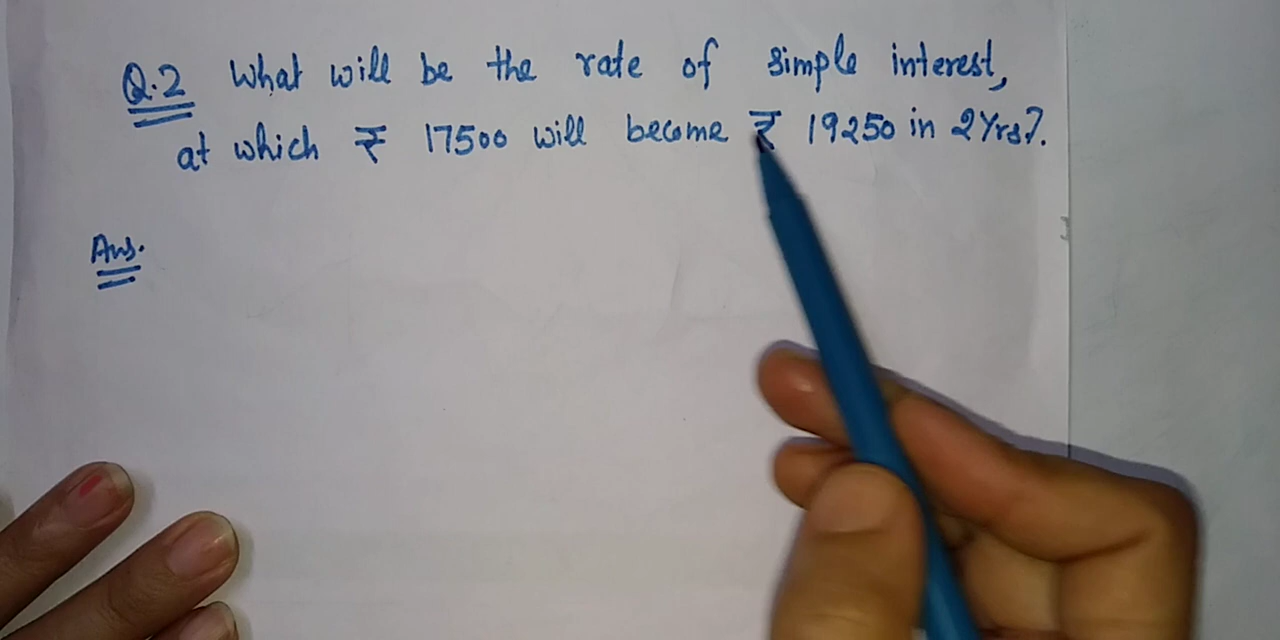 Q.2 What will be the rate of simple interest,
at which ₹ 17500 will become ₹ 19250 in 2Yrs?.
Ans.